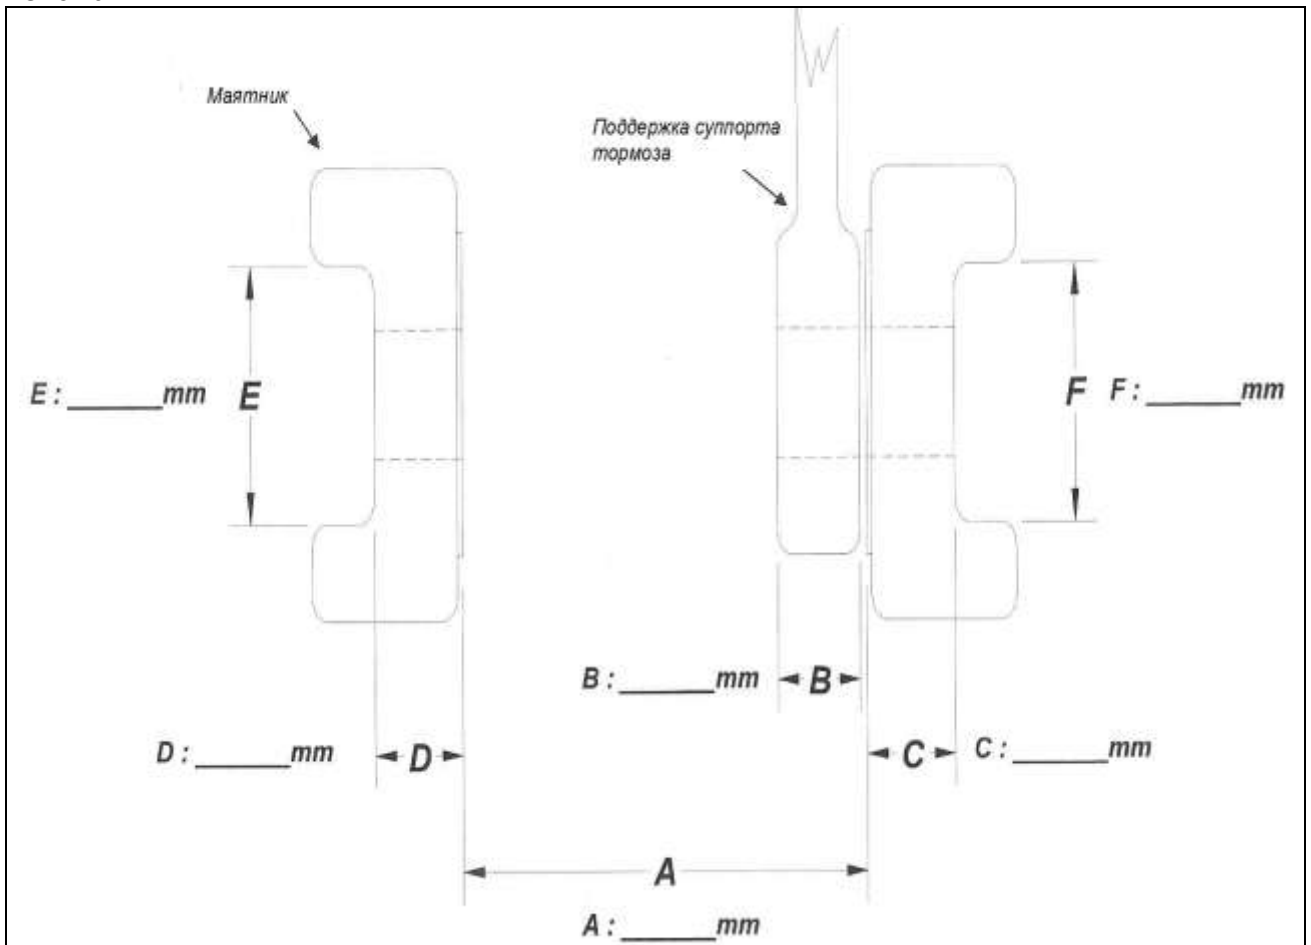 Маятник
Поддержка суппорта
тормоза
E : ______mm
E
F
F : ______mm
B : ______mm
B
D : ______mm
D
C
C : ______mm
A
A : ______mm